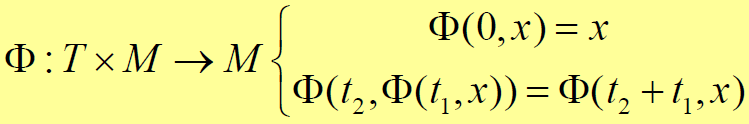 Φ(0, x) = x
Φ : T × M → M {
Φ(t₂, Φ(t₁, x)) = Φ(t₂ + t₁, x)